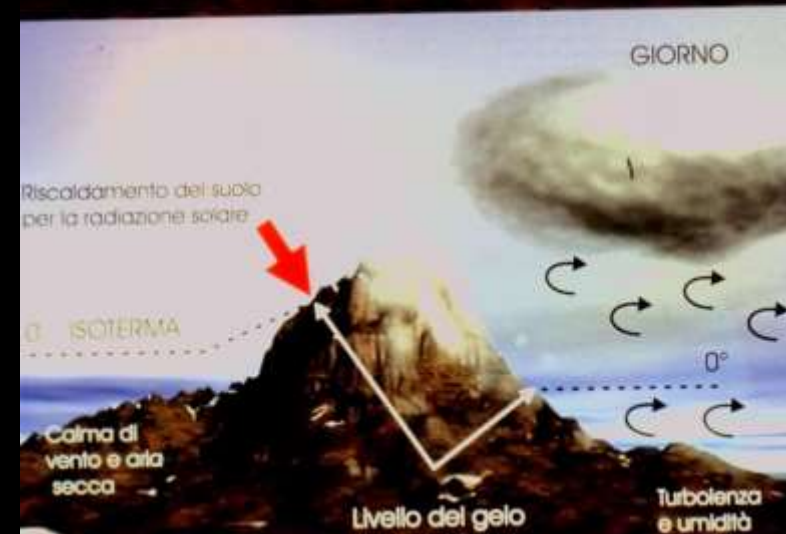 GIORNO
Riscaldamento del suolo
per la radiazione solare
0 ISOTERMA
0°
Calma di
vento e aria
secca
Livello del gelo
Turbolenza
e umidità